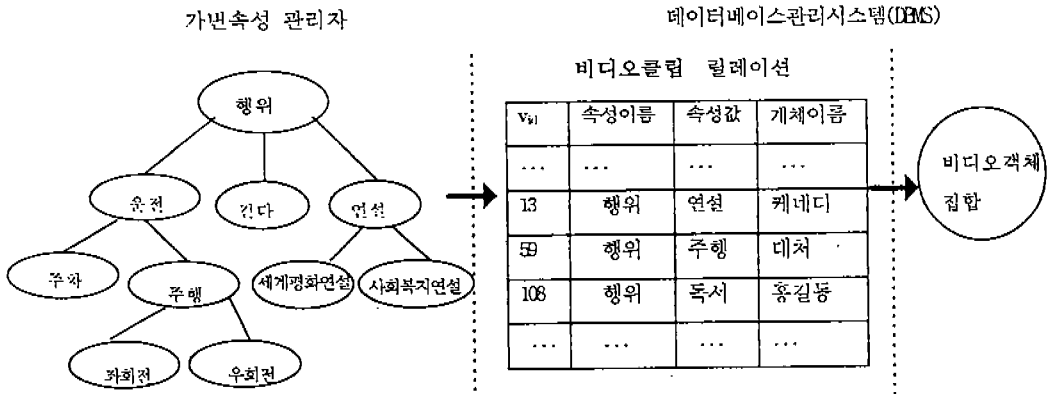 가변속성 관리자
데이터베이스관리시스템(DBMS)
비디오클립 릴레이션
행위
운전
걷다
연설
주차
주행
세계평화연설
사회복지연설
좌회전
우회전
Vid 속성이름 속성값 개체이름
... ... ... ...
13 행위 연설 케네디
59 행위 주행 대처
108 행위 독서 홍길동
... ... ... ...
비디오객체
집합